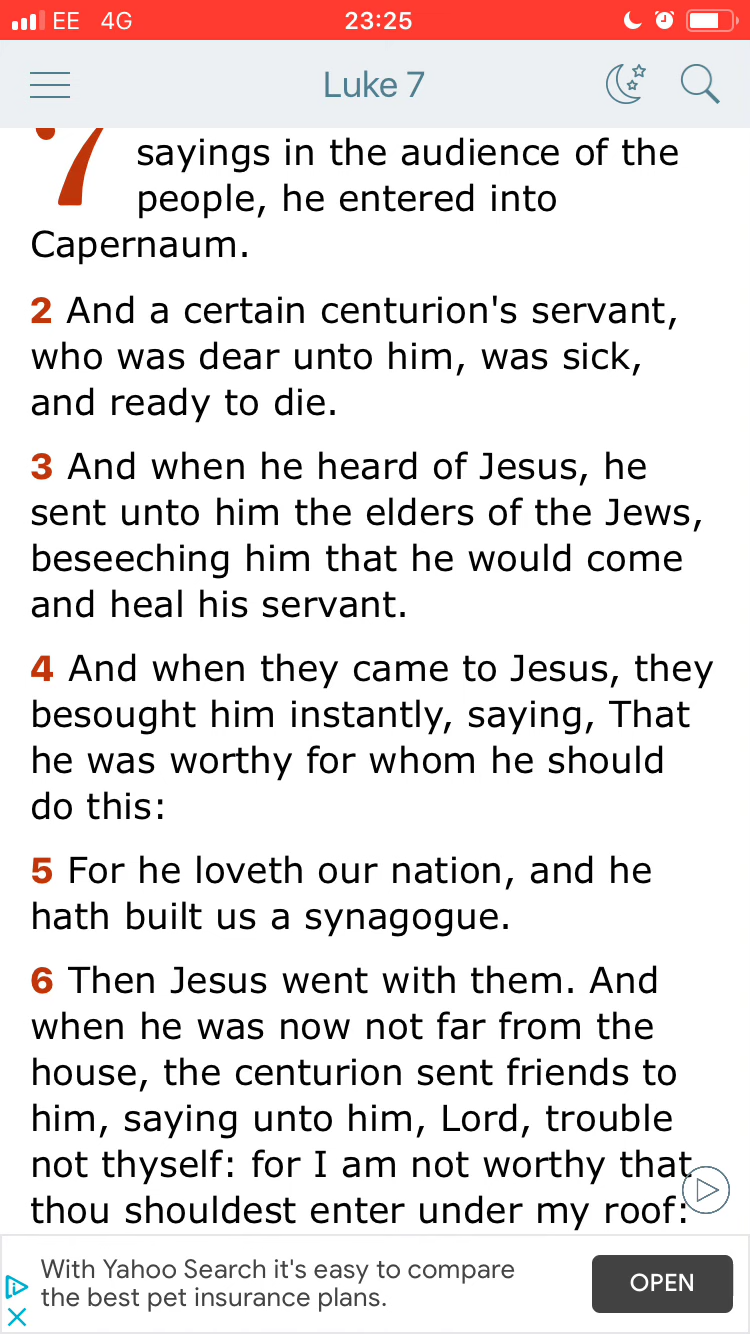 EE 4G 23:25
Luke 7
7 sayings in the audience of the
people, he entered into
Capernaum.
2 And a certain centurion's servant,
who was dear unto him, was sick,
and ready to die.
3 And when he heard of Jesus, he
sent unto him the elders of the Jews,
beseeching him that he would come
and heal his servant.
4 And when they came to Jesus, they
besought him instantly, saying, That
he was worthy for whom he should
do this:
5 For he loveth our nation, and he
hath built us a synagogue.
6 Then Jesus went with them. And
when he was now not far from the
house, the centurion sent friends to
him, saying unto him, Lord, trouble
not thyself: for I am not worthy that
thou shouldest enter under my roof:
With Yahoo Search it's easy to compare
the best pet insurance plans.
OPEN